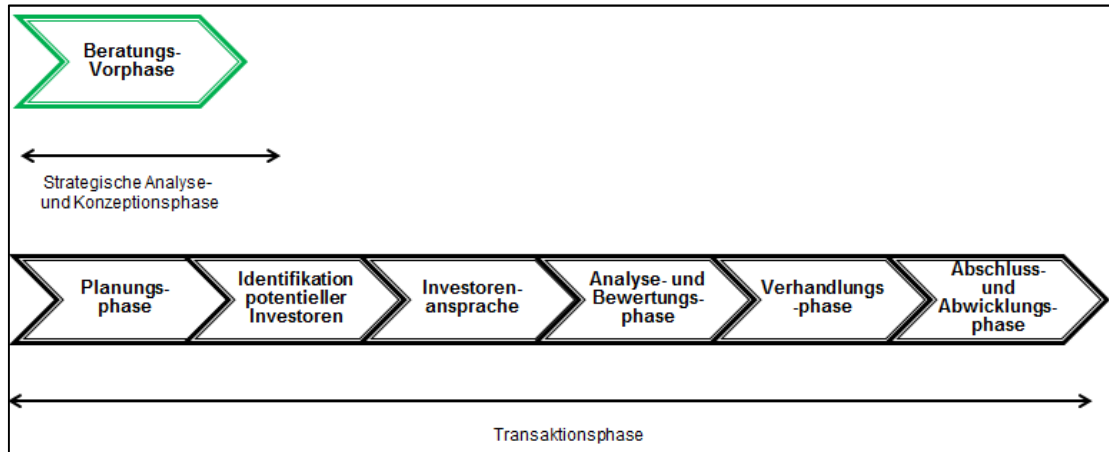 Beratungs-
Vorphase
Strategische Analyse-
und Konzeptionsphase
Planungs-
phase
Identifikation
potentieller
Investoren
Investoren-
ansprache
Analyse- und
Bewertungs-
phase
Verhandlungs
-phase
Abschluss-
und
Abwicklungs-
phase
Transaktionsphase